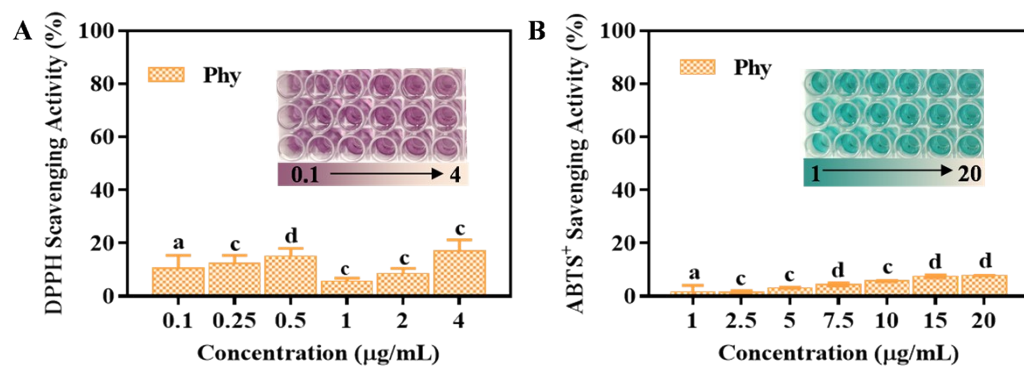 A
DPPH Scavenging Activity (%)
100
80
60
40
20
0
Phy
0.1 4
a c d c c c
0.1 0.25 0.5 1 2 4
Concentration (µg/mL)
B
ABTS+ Savenging Activity (%)
100
80
60
40
20
0
Phy
1 20
a c c d c d d
1 2.5 5 7.5 10 15 20
Concentration (µg/mL)